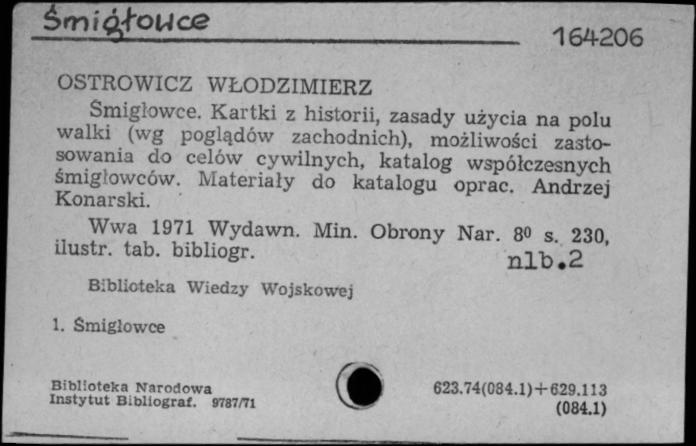 Śmigłowce
164206
OSTROWICZ WŁODZIMIERZ
Śmigłowce. Kartki z historii, zasady użycia na polu
walki (wg poglądów zachodnich), możliwości zasto-
sowania do celów cywilnych, katalog współczesnych
śmigłowców. Materiały do katalogu oprac. Andrzej
Konarski.
Wwa 1971 Wydawn. Min. Obrony Nar. 8⁰ s. 230,
ilustr. tab. bibliogr.
nlb.2
Biblioteka Wiedzy Wojskowej
1. Śmigłowce
Biblioteka Narodowa
Instytut Bibliograf. 9787/71
623.74(084.1)+629.113
(084.1)